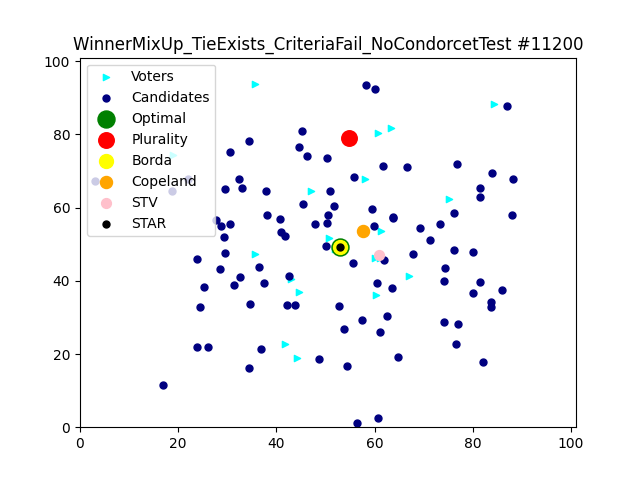 WinnerMixUp_TieExists_CriteriaFail_NoCondorcetTest #11200
100
80
60
40
20
0
Voters
Candidates
Optimal
Plurality
Borda
Copeland
STV
STAR
0 20 40 60 80 100